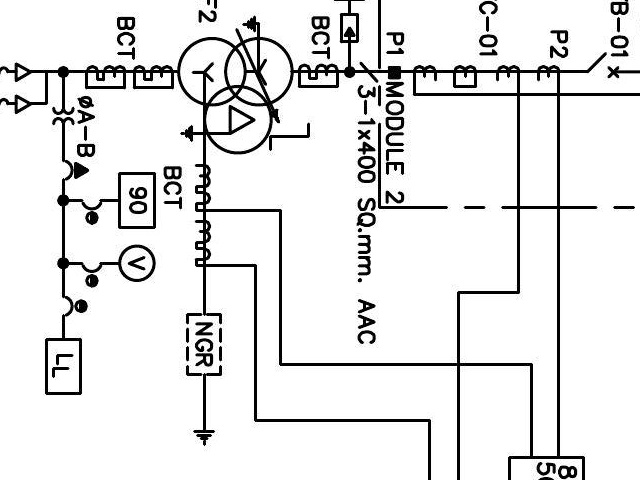 BCT
F2
BCT
P1
C-01
P2
B-01
MODULE 2
3-1x400 SQ.mm. AAC
øA-B
90
BCT
V
NGR
LL
8
50